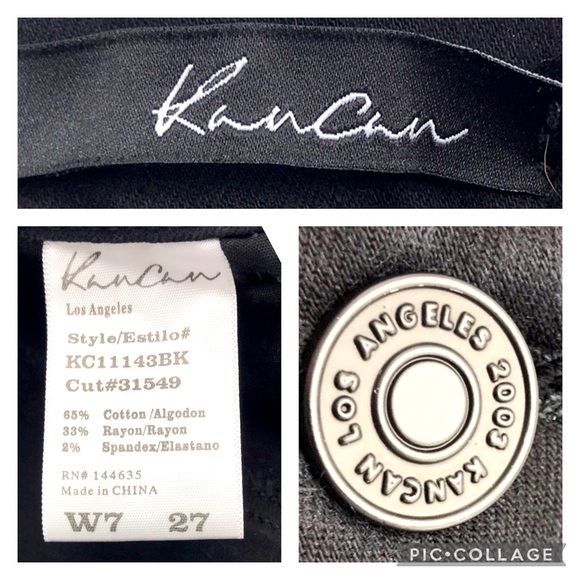 KanCan
KanCan
Los Angeles
Style/Estilo#
KC11143BK
Cut#31549
65% Cotton/Algodon
33% Rayon/Rayon
2% Spandex/Elastano
RN# 144635
Made in CHINA
W7 27
LOS ANGELES 2003 KANCAN
PIC•COLLAGE